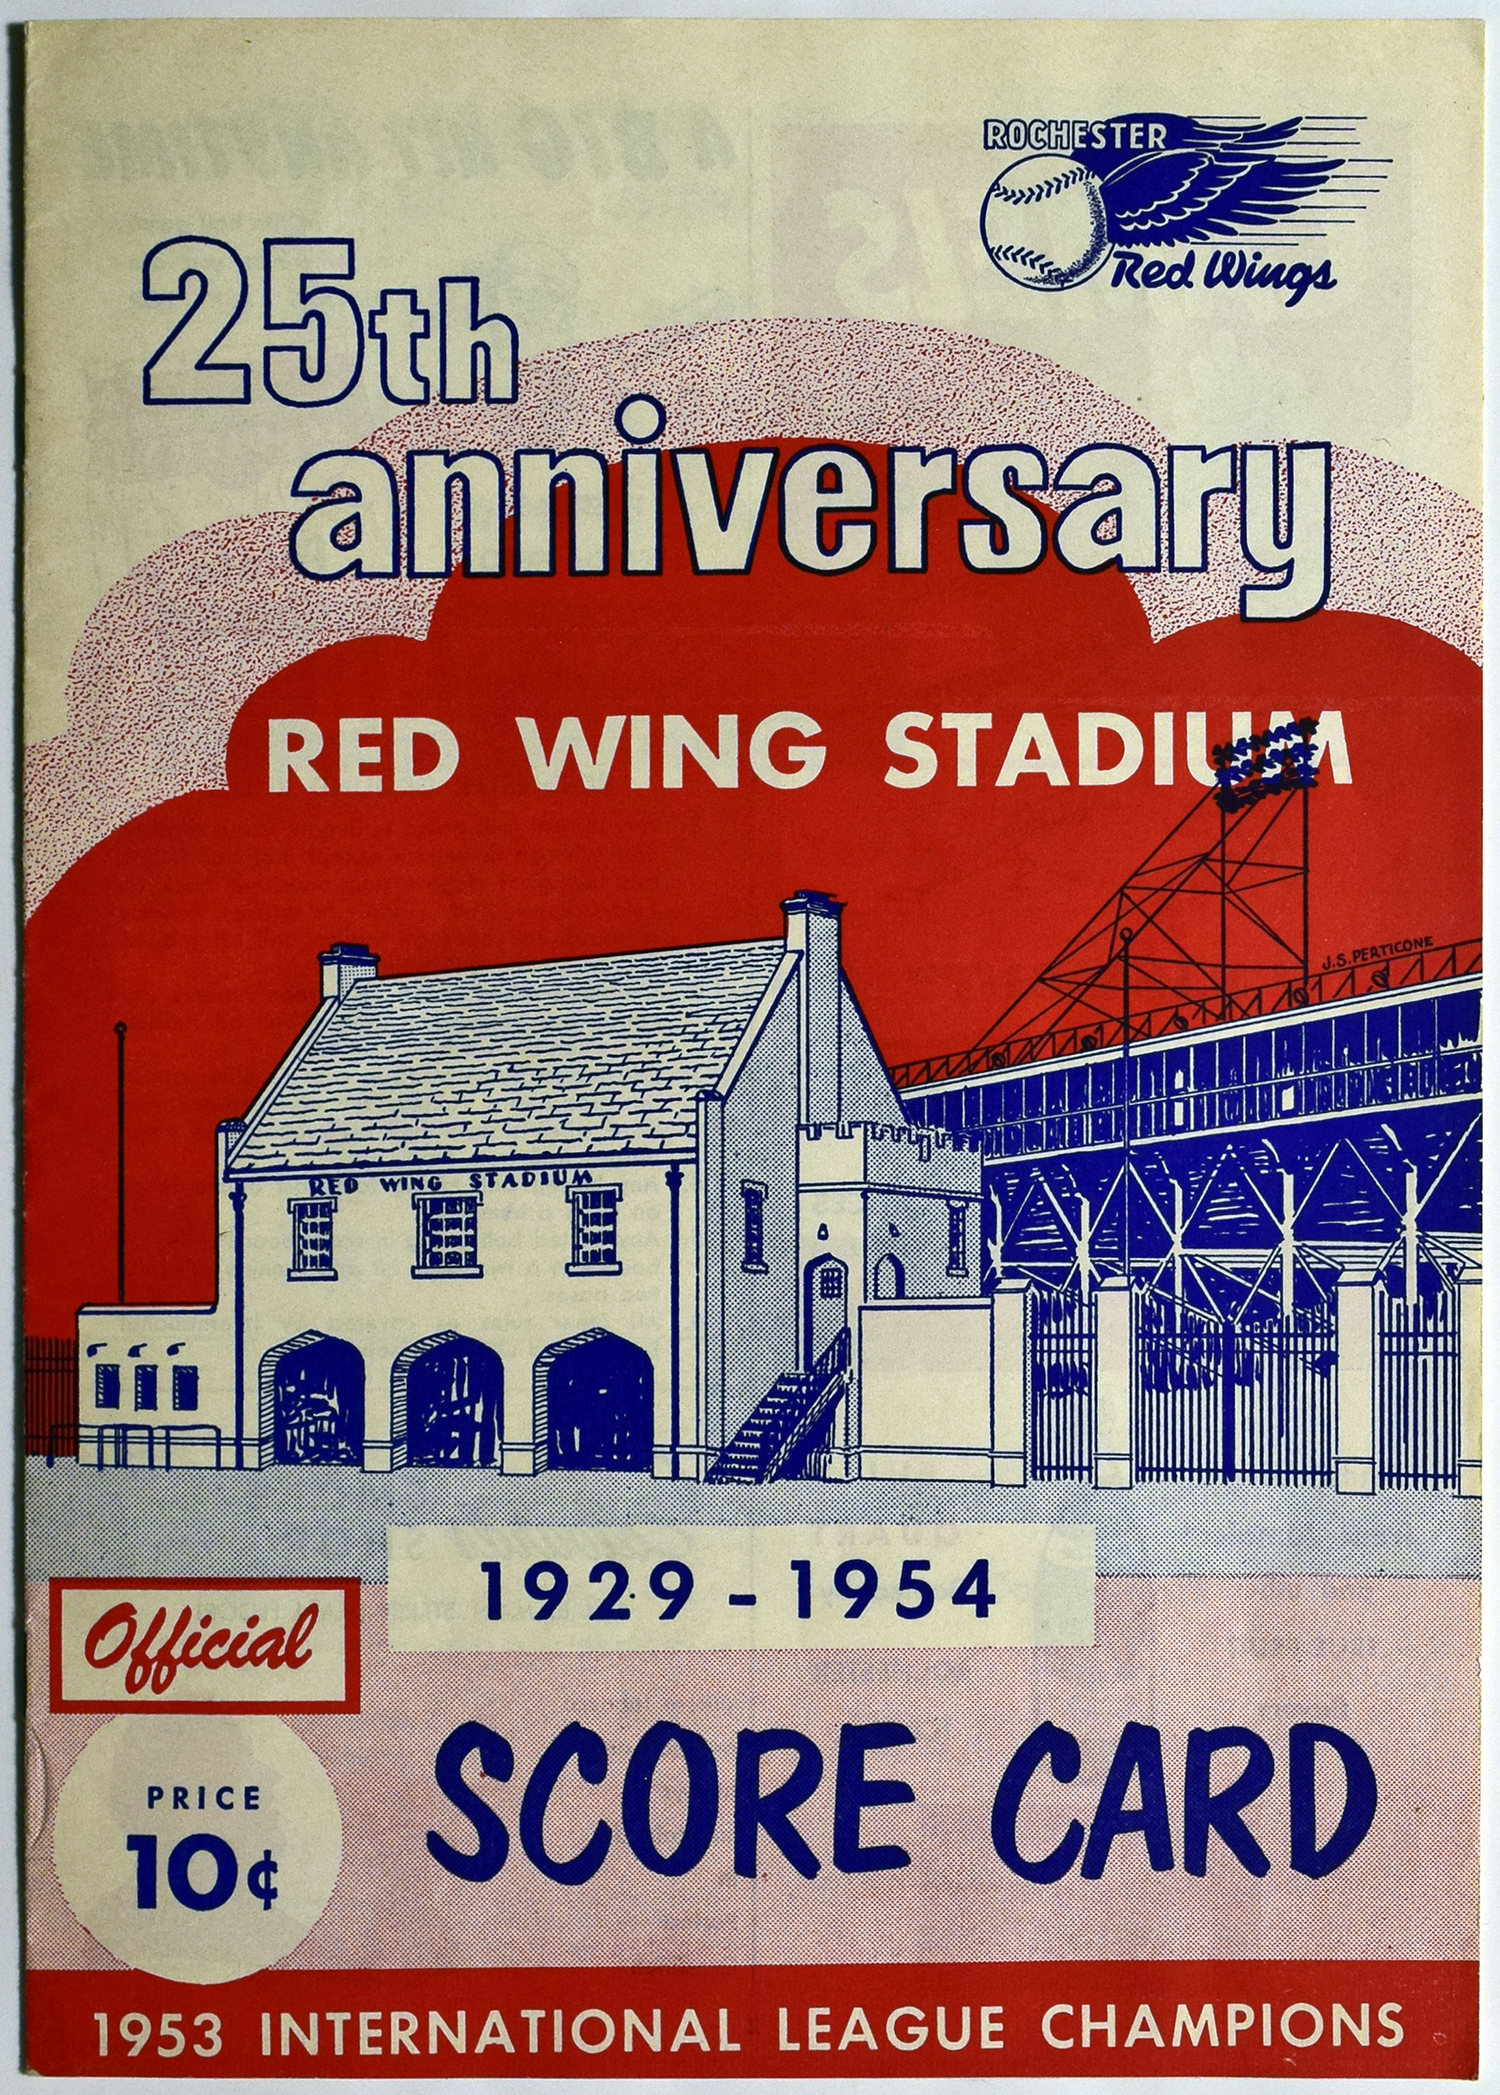 ROCHESTER
Red Wings
25th
anniversary
RED WING STADIUM
J.S.PERTICONE
RED WING STADIUM
1929 - 1954
Official
SCORE CARD
PRICE
10¢
1953 INTERNATIONAL LEAGUE CHAMPIONS